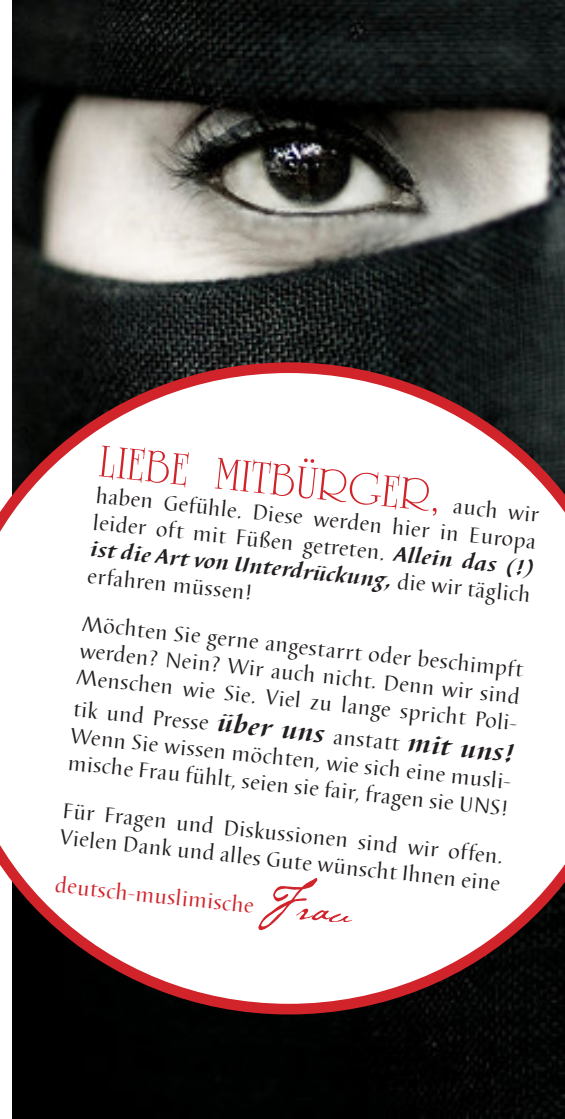 LIEBE MITBÜRGER, auch wir
haben Gefühle. Diese werden hier in Europa
leider oft mit Füßen getreten. Allein das (!)
ist die Art von Unterdrückung, die wir täglich
erfahren müssen!
Möchten Sie gerne angestarrt oder beschimpft
werden? Nein? Wir auch nicht. Denn wir sind
Menschen wie Sie. Viel zu lange spricht Poli-
tik und Presse über uns anstatt mit uns!
Wenn Sie wissen möchten, wie sich eine musli-
mische Frau fühlt, seien sie fair, fragen sie UNS!
Für Fragen und Diskussionen sind wir offen.
Vielen Dank und alles Gute wünscht Ihnen eine
deutsch-muslimische Frau